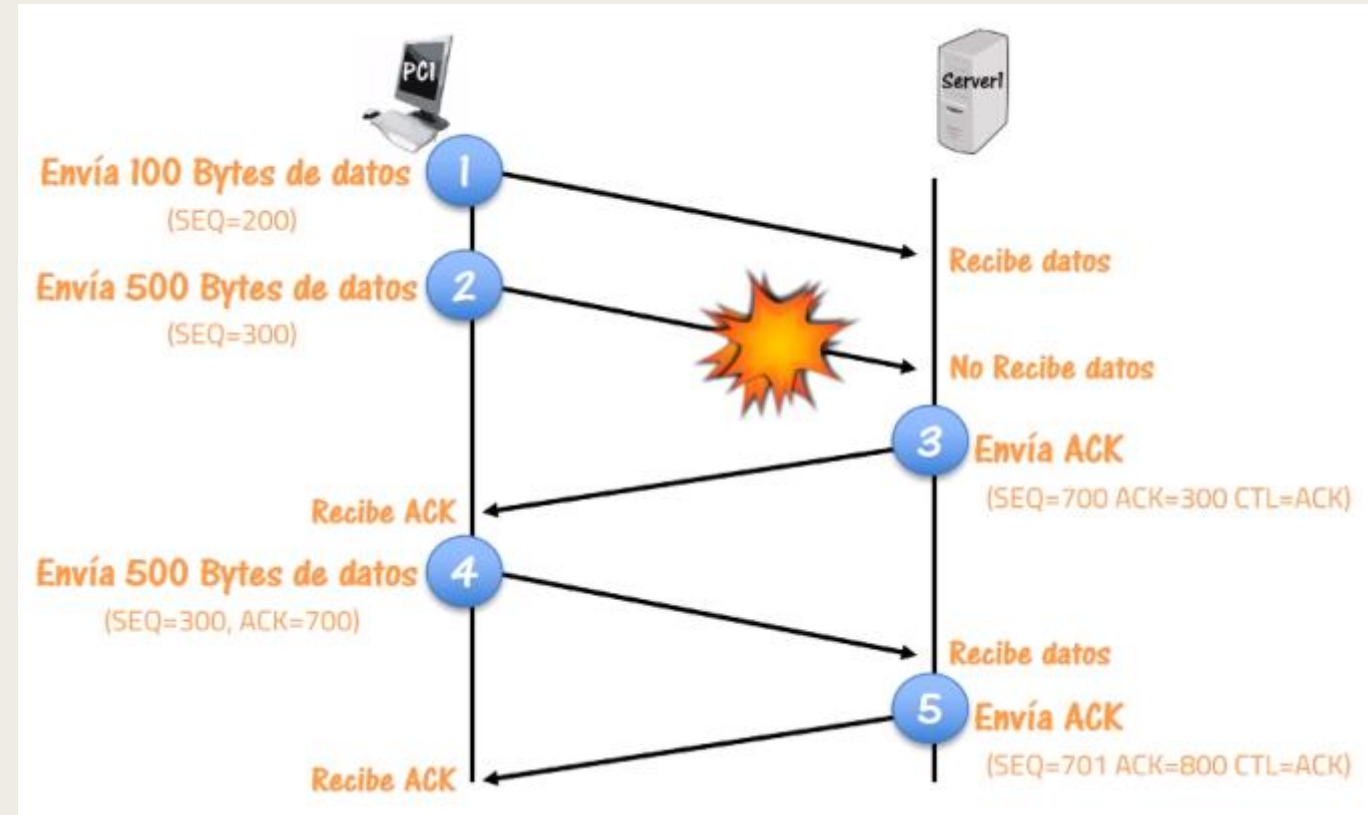 PC1
Server1
Envía 100 Bytes de datos
1
(SEQ=200)
Recibe datos
Envía 500 Bytes de datos
2
(SEQ=300)
No Recibe datos
3
Envía ACK
(SEQ=700 ACK=300 CTL=ACK)
Recibe ACK
Envía 500 Bytes de datos
4
(SEQ=300, ACK=700)
Recibe datos
5
Envía ACK
(SEQ=701 ACK=800 CTL=ACK)
Recibe ACK